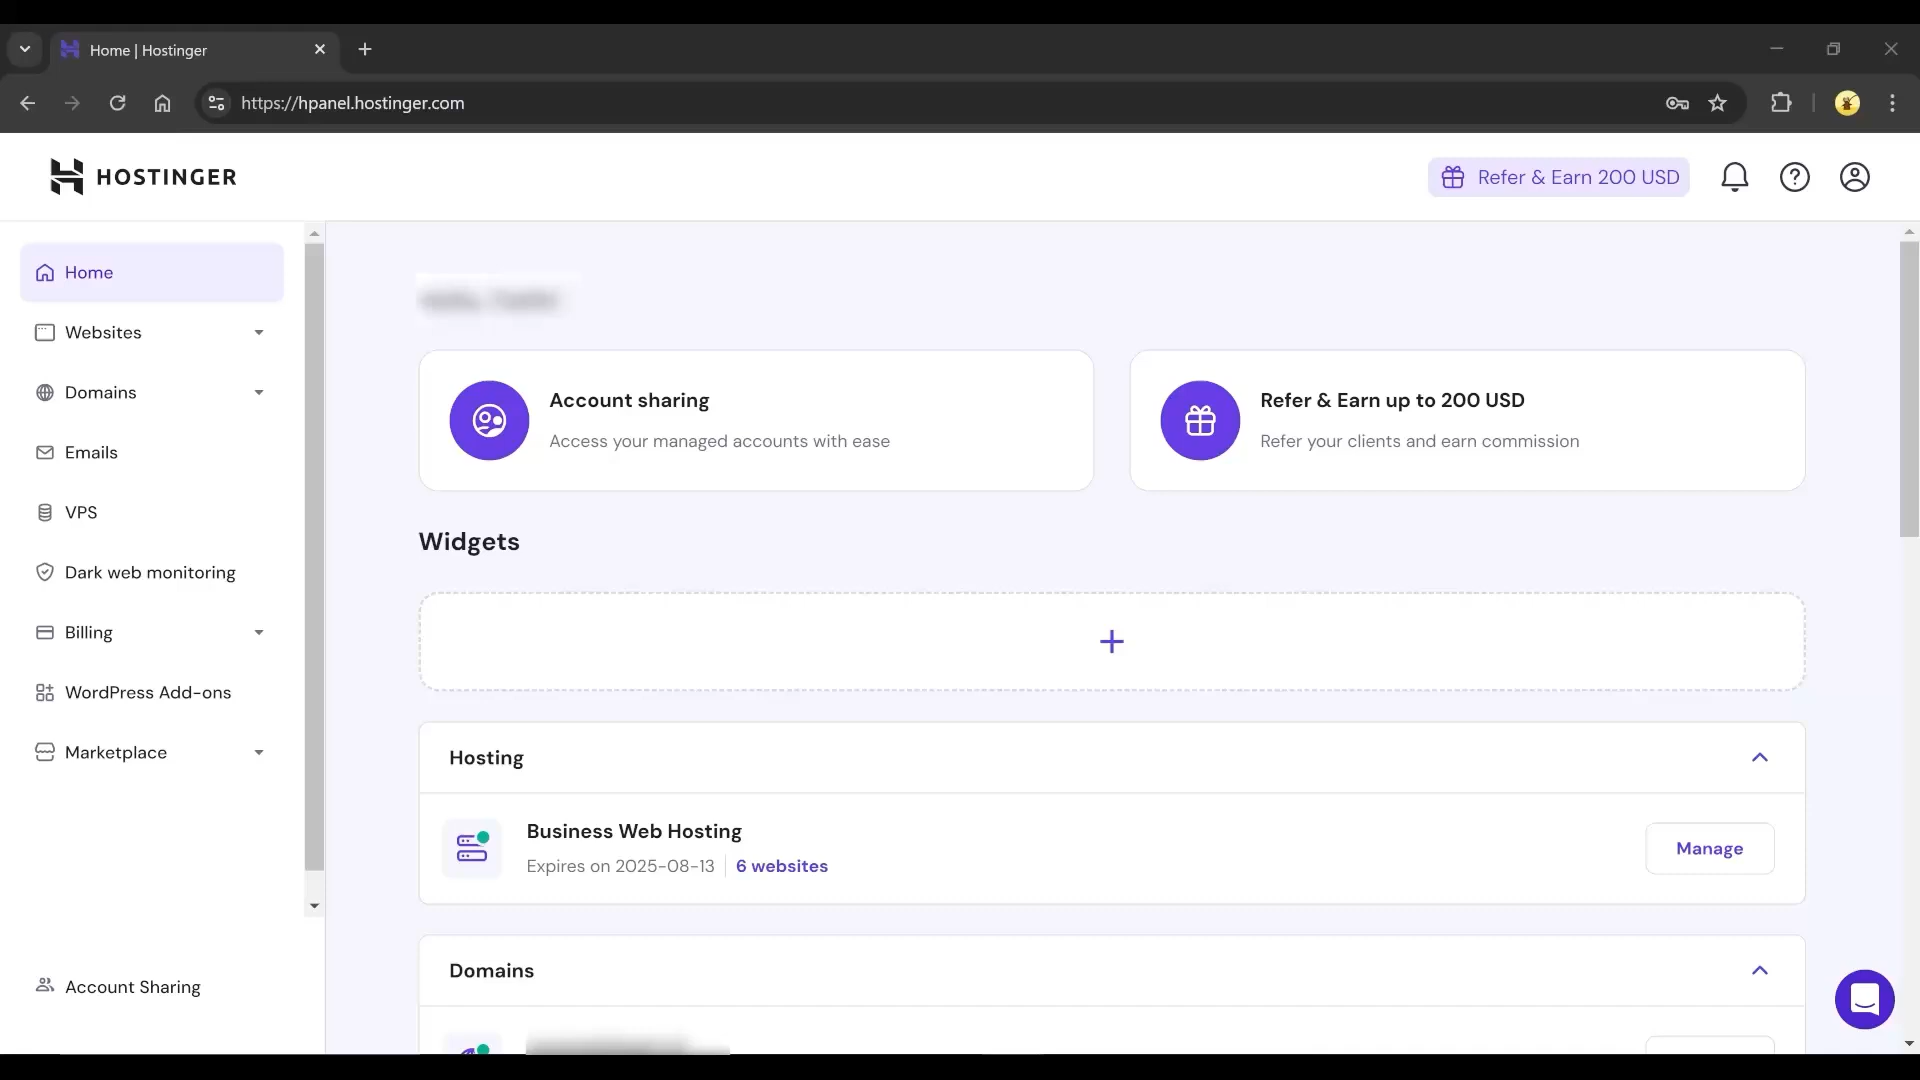 Home | Hostinger
https://hpanel.hostinger.com
HOSTINGER
Refer & Earn 200 USD
Home
Websites
Domains
Emails
VPS
Dark web monitoring
Billing
WordPress Add-ons
Marketplace
Account Sharing
Account sharing
Access your managed accounts with ease
Refer & Earn up to 200 USD
Refer your clients and earn commission
Widgets
Hosting
Business Web Hosting
Expires on 2025-08-13
6 websites
Manage
Domains